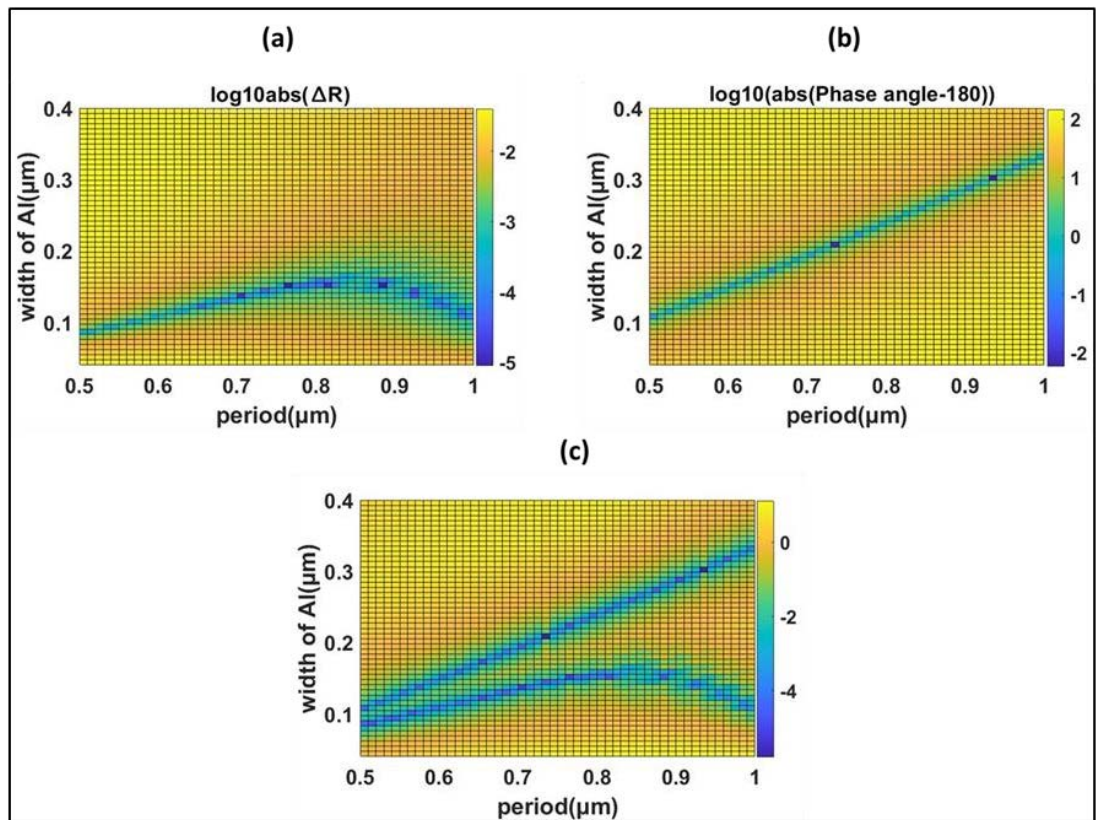 (a)
log10abs(ΔR)
0.4
0.3
0.2
0.1
width of Al(µm)
0.5 0.6 0.7 0.8 0.9 1
period(µm)
-2
-3
-4
-5
(b)
log10(abs(Phase angle-180))
0.4
0.3
0.2
0.1
width of Al(µm)
0.5 0.6 0.7 0.8 0.9 1
period(µm)
2
1
0
-1
-2
(c)
0.4
0.3
0.2
0.1
width of Al(µm)
0.5 0.6 0.7 0.8 0.9 1
period(µm)
0
-2
-4